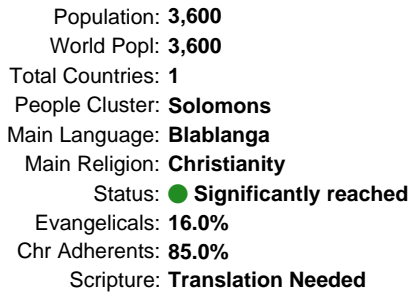 Population: 3,600
World Popl: 3,600
Total Countries: 1
People Cluster: Solomons
Main Language: Blablanga
Main Religion: Christianity
Status: Significantly reached
Evangelicals: 16.0%
Chr Adherents: 85.0%
Scripture: Translation Needed